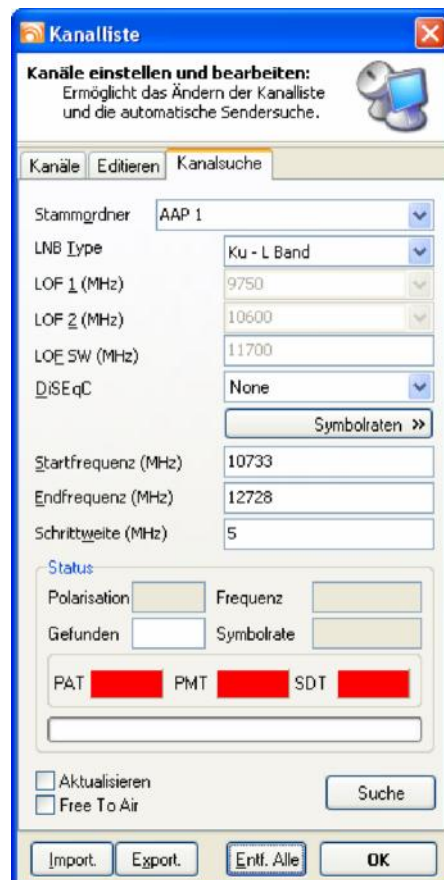 Kanalliste
Kanäle einstellen und bearbeiten:
Ermöglicht das Ändern der Kanalliste
und die automatische Sendersuche.
Kanäle Editieren Kanalsuche
Stammordner AAP 1
LNB Type Ku - L Band
LOF 1 (MHz) 9750
LOF 2 (MHz) 10600
LOF SW (MHz) 11700
DiSEqC None
Symbolraten »
Startfrequenz (MHz) 10733
Endfrequenz (MHz) 12728
Schrittweite (MHz) 5
Status
Polarisation Frequenz
Gefunden Symbolrate
PAT PMT SDT
Aktualisieren
Free To Air
Suche
Import. Export. Entf. Alle OK